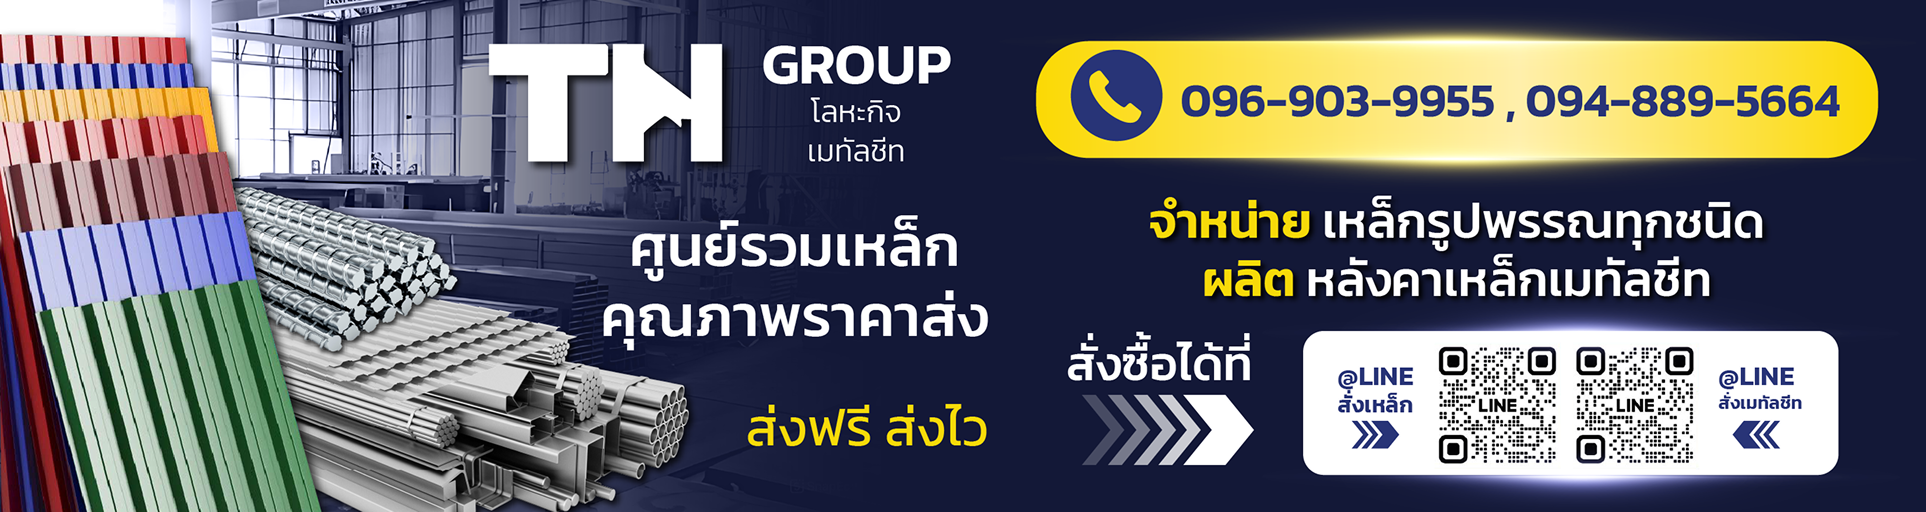 TH GROUP
โลหะกิจ
เมทัลชีท
ศูนย์รวมเหล็ก
คุณภาพราคาส่ง
ส่งฟรี ส่งไว
096-903-9955 , 094-889-5664
จำหน่าย เหล็กรูปพรรณทุกชนิด
ผลิต หลังคาเหล็กเมทัลชีท
สั่งซื้อได้ที่
@LINE
สั่งเหล็ก
LINE
LINE
@LINE
สั่งเมทัลชีท